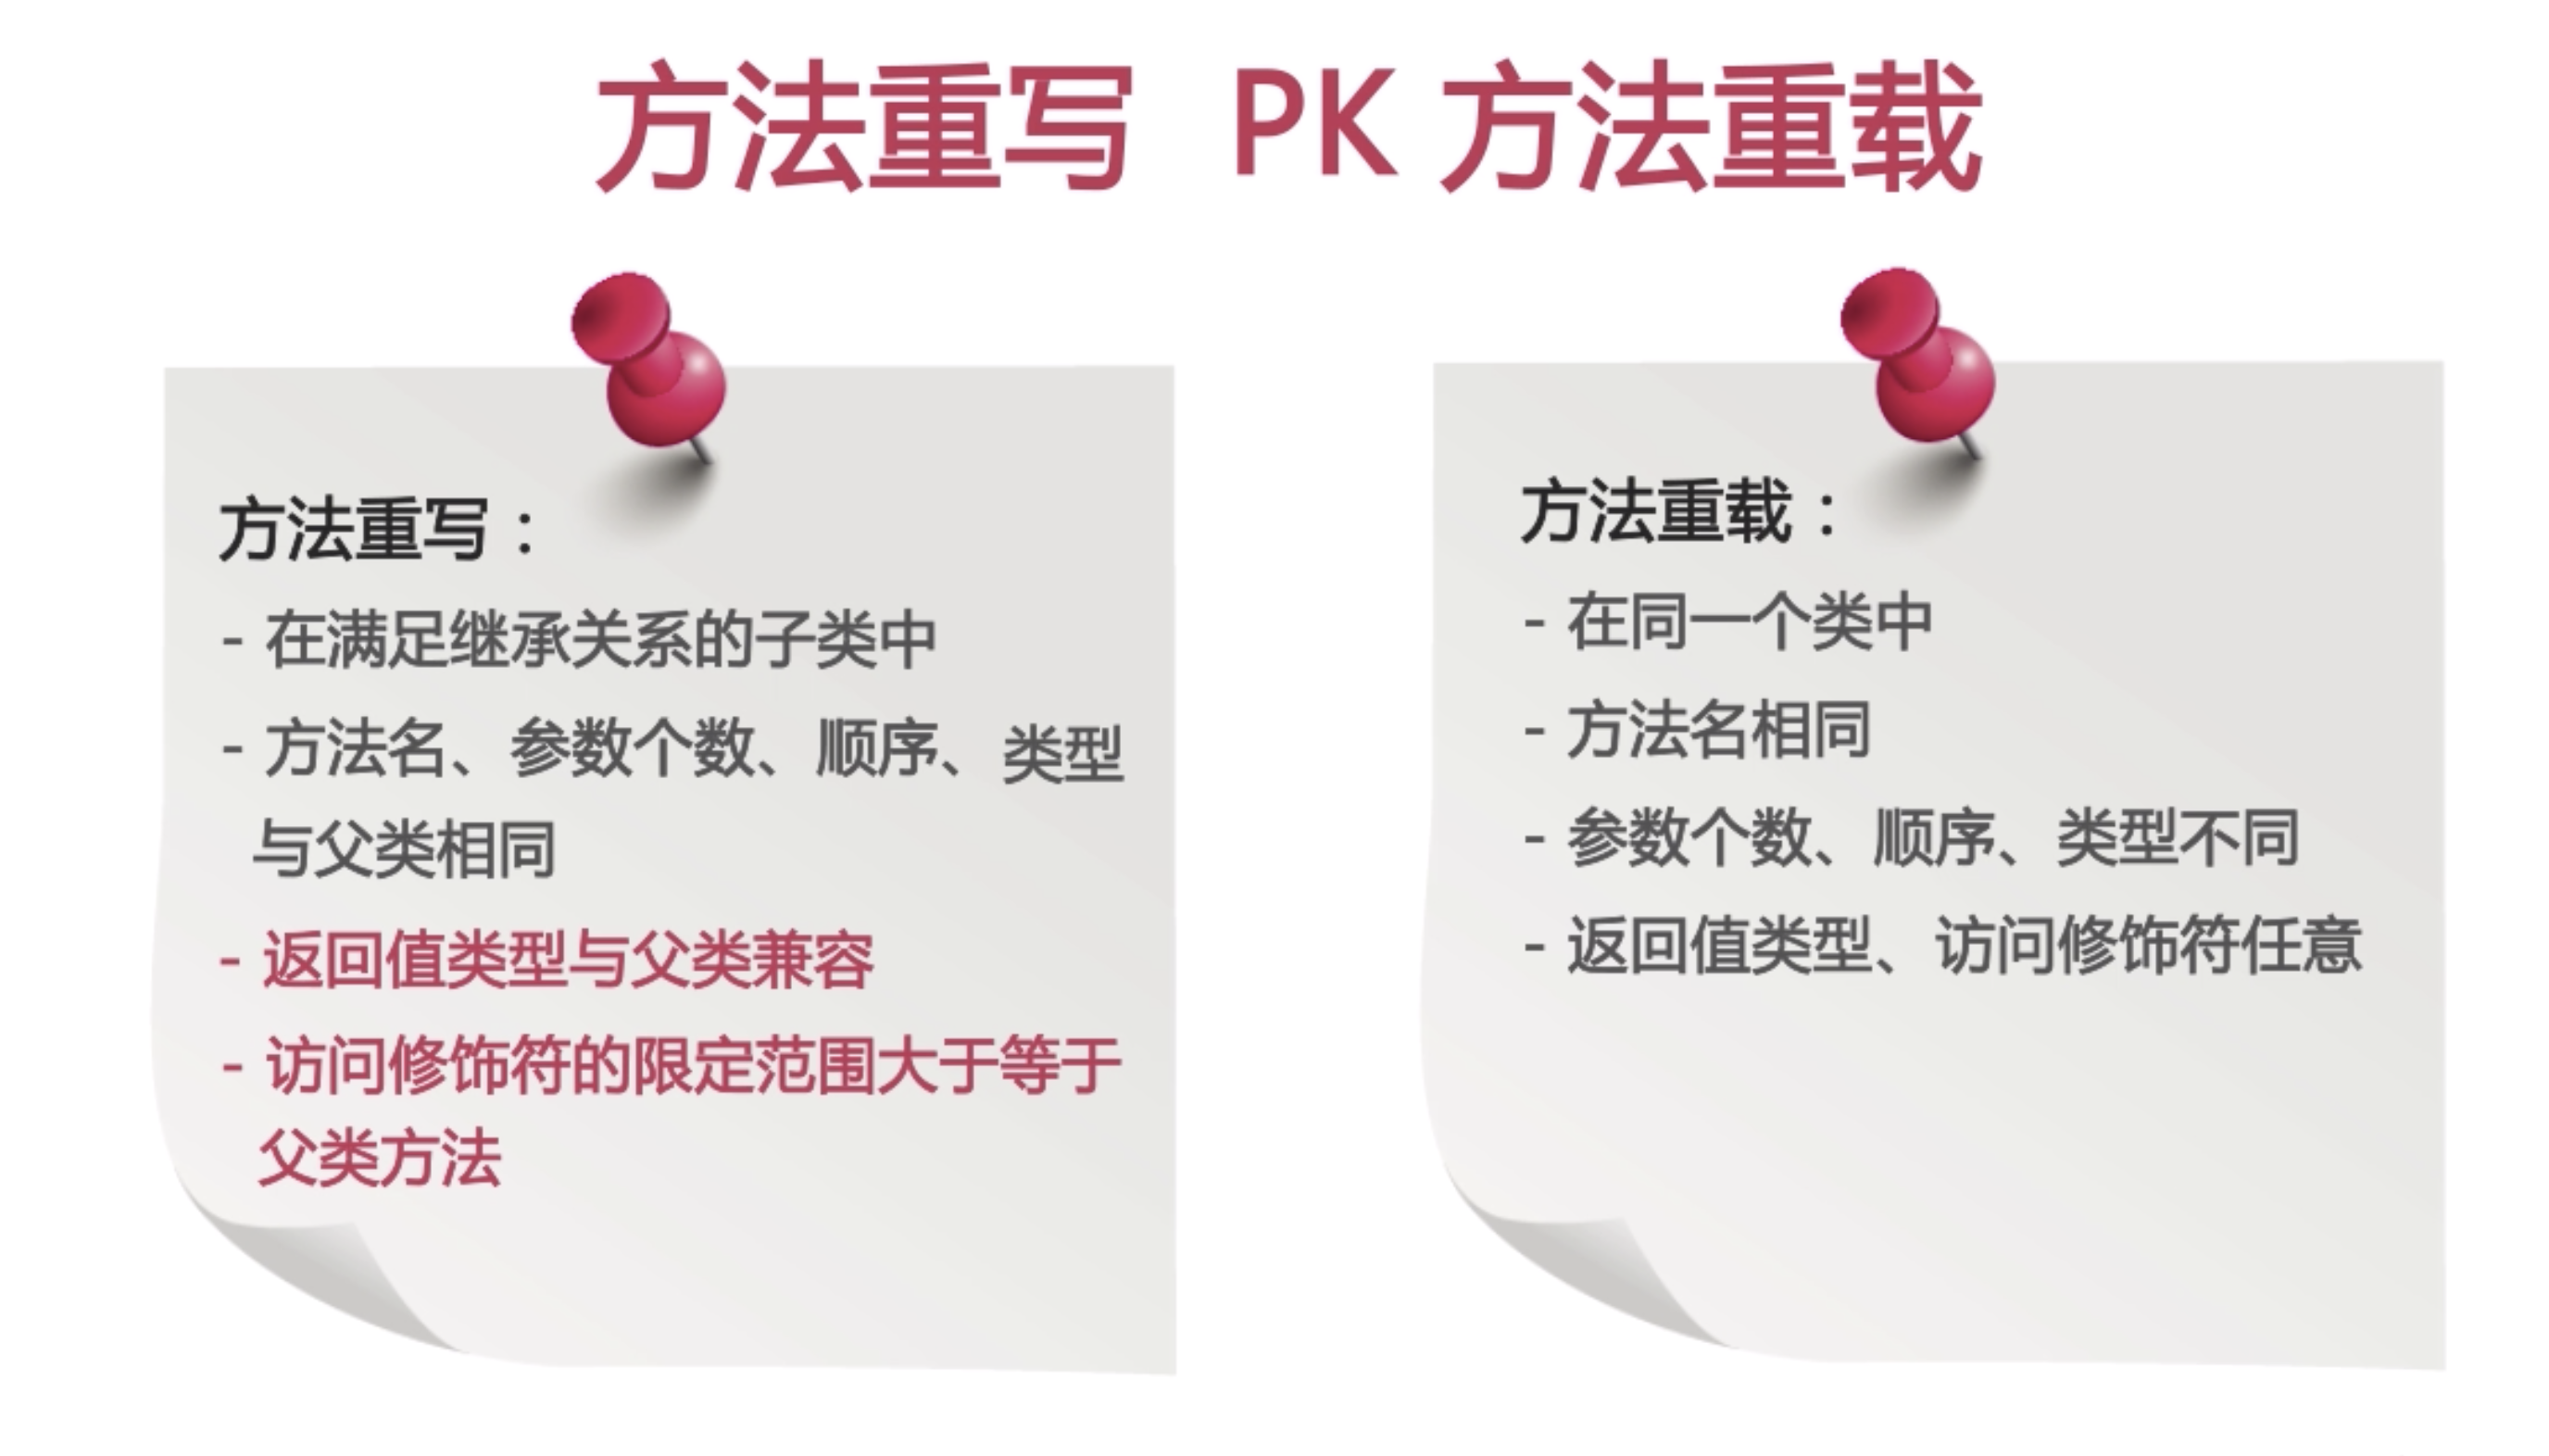 方法重写 PK 方法重载
方法重写：
- 在满足继承关系的子类中
- 方法名、参数个数、顺序、类型
与父类相同
- 返回值类型与父类兼容
- 访问修饰符的限定范围大于等于
父类方法
方法重载：
- 在同一个类中
- 方法名相同
- 参数个数、顺序、类型不同
- 返回值类型、访问修饰符任意